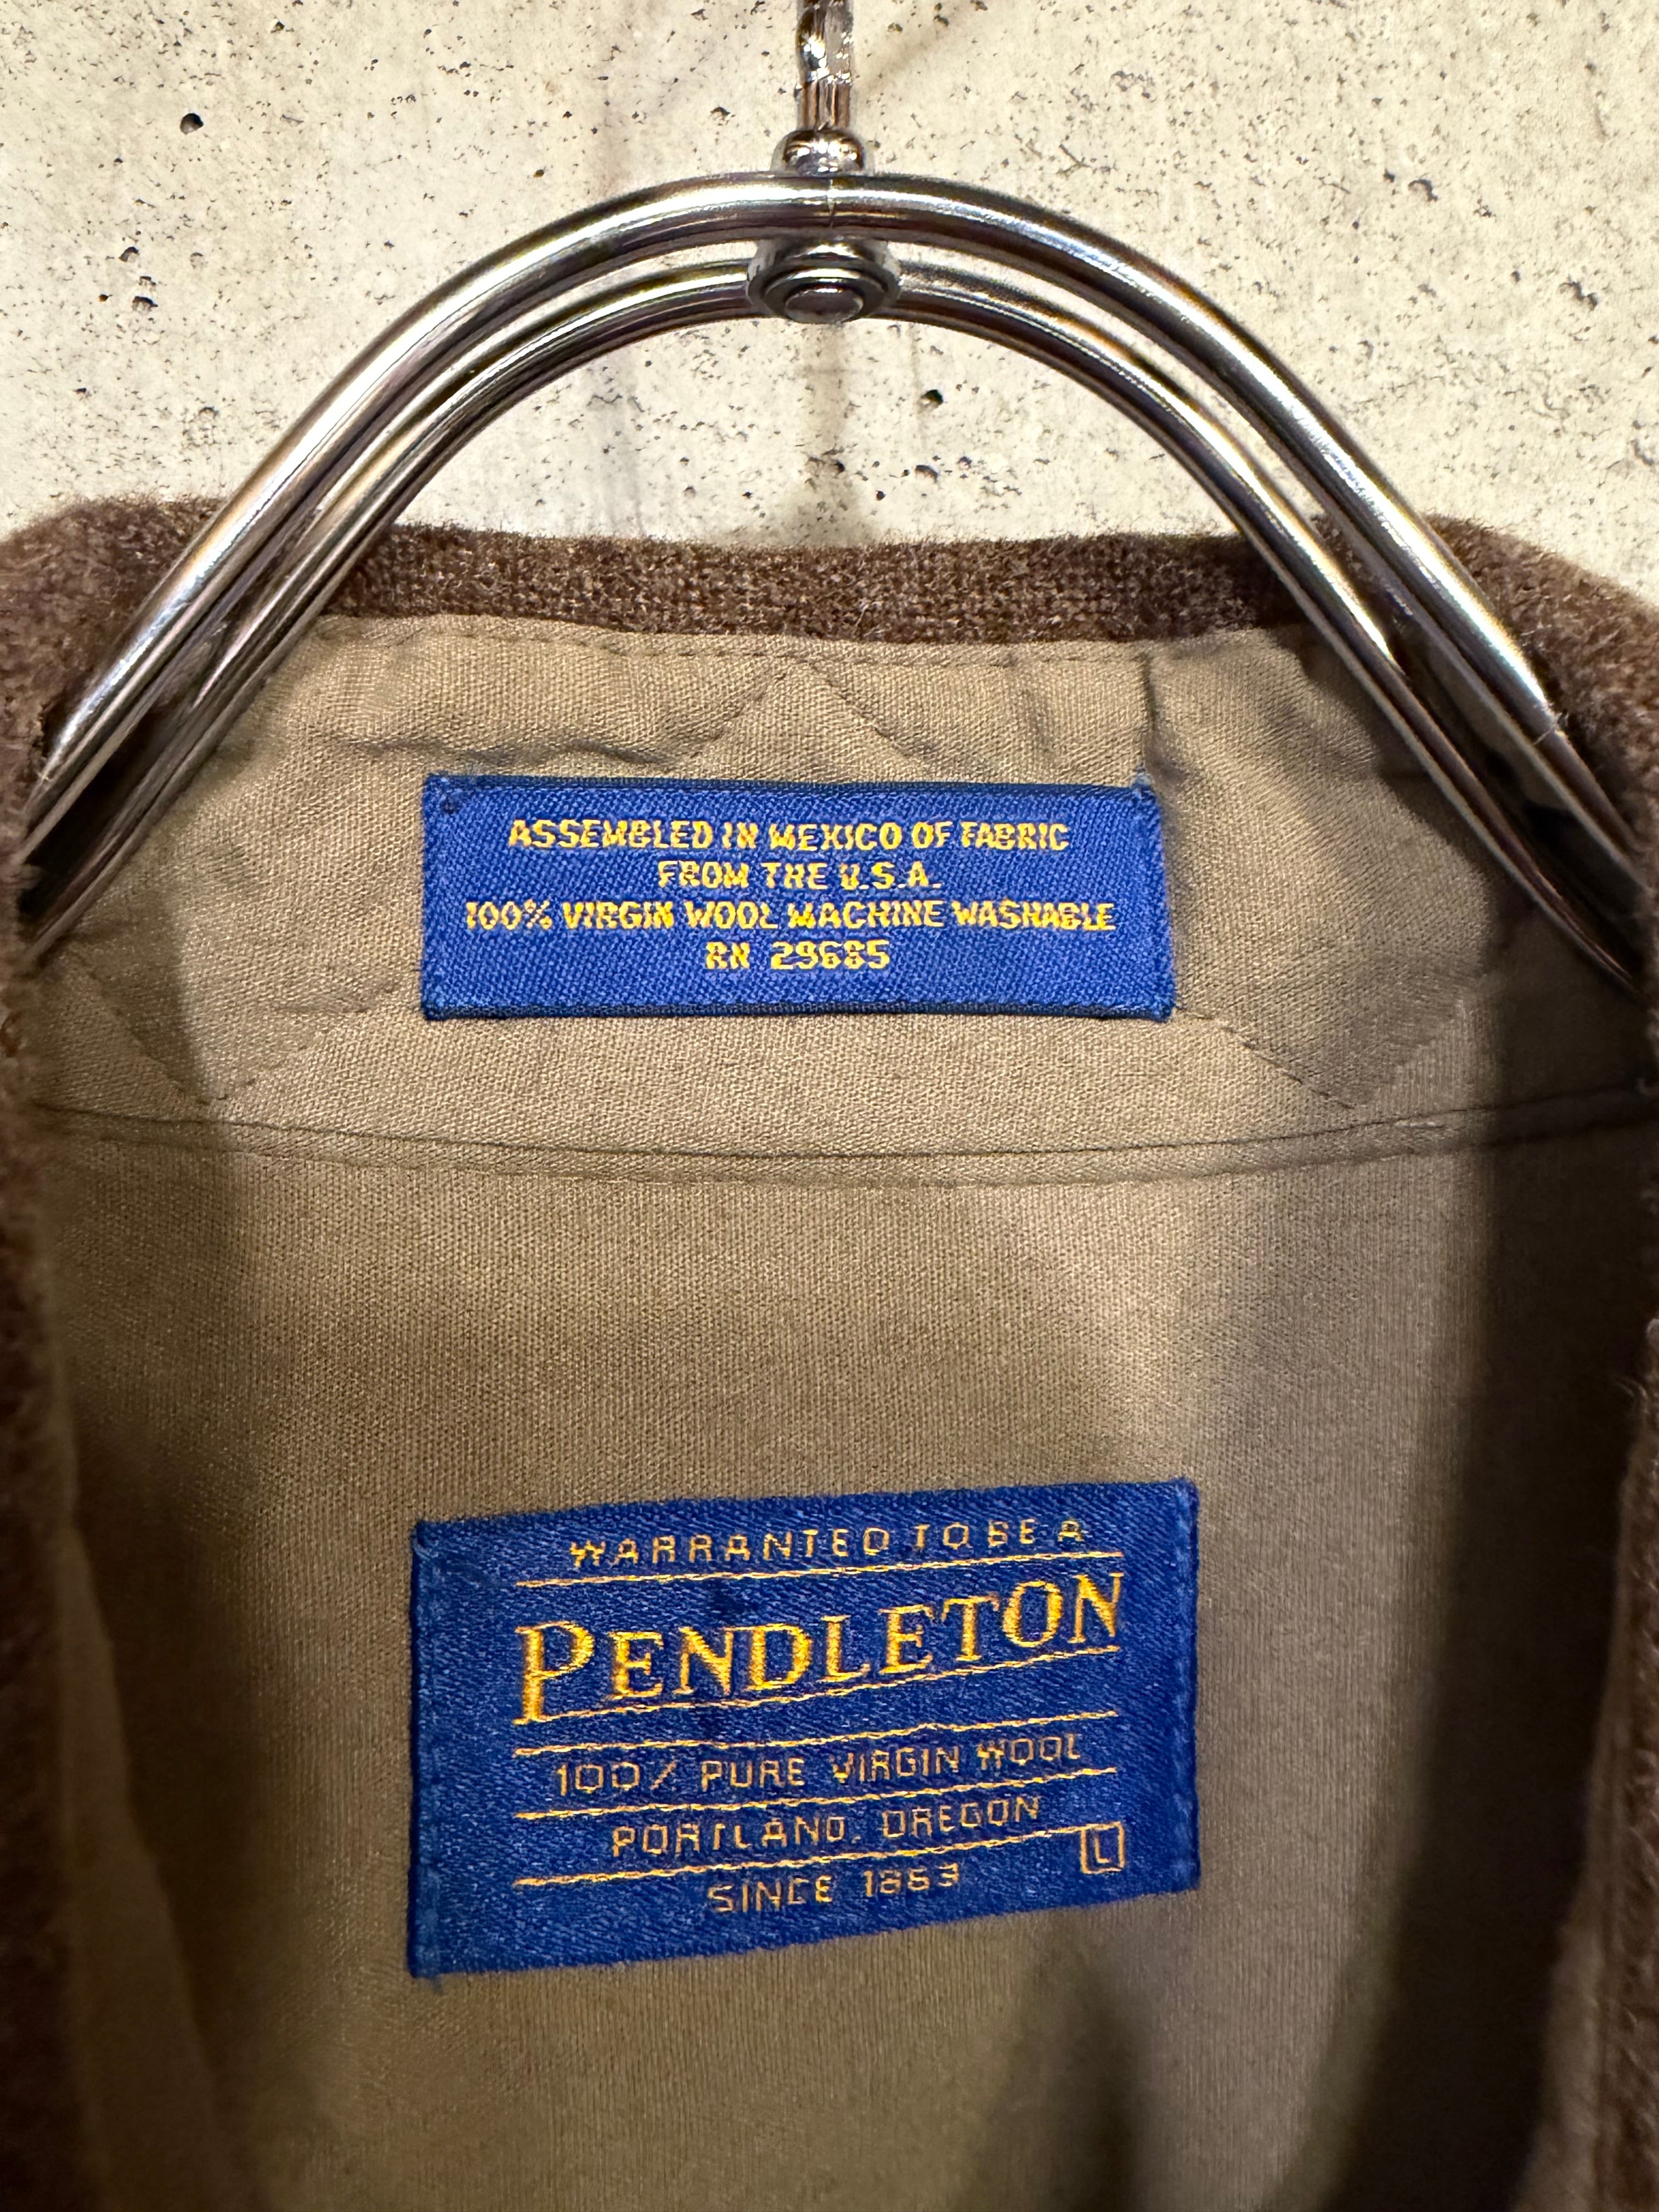 ASSEMBLED IN MEXICO OF FABRIC
FROM THE U.S.A.
100% VIRGIN WOOL MACHINE WASHABLE
RN 29685
WARRANTED TO BE A
PENDLETON
100% PURE VIRGIN WOOL
PORTLAND, OREGON
L
SINCE 1863